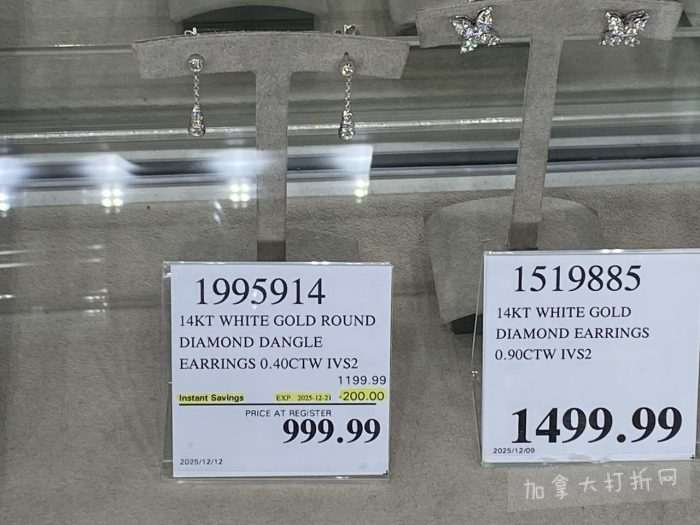 1995914
14KT WHITE GOLD ROUND
DIAMOND DANGLE
EARRINGS 0.40CTW IVS2
1199.99
Instant Savings EXP. 2025-12-21 -200.00
PRICE AT REGISTER
999.99
2025/12/12
1519885
14KT WHITE GOLD
DIAMOND EARRINGS
0.90CTW IVS2
1499.99
2025/12/09
加拿大打折网